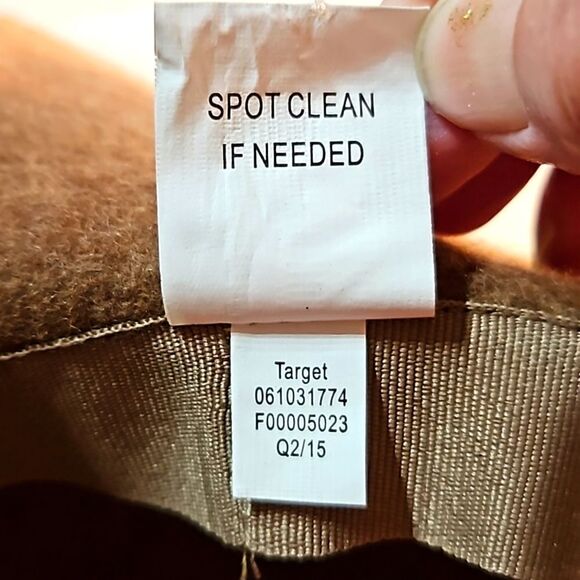 SPOT CLEAN
IF NEEDED
Target
061031774
F00005023
Q2/15